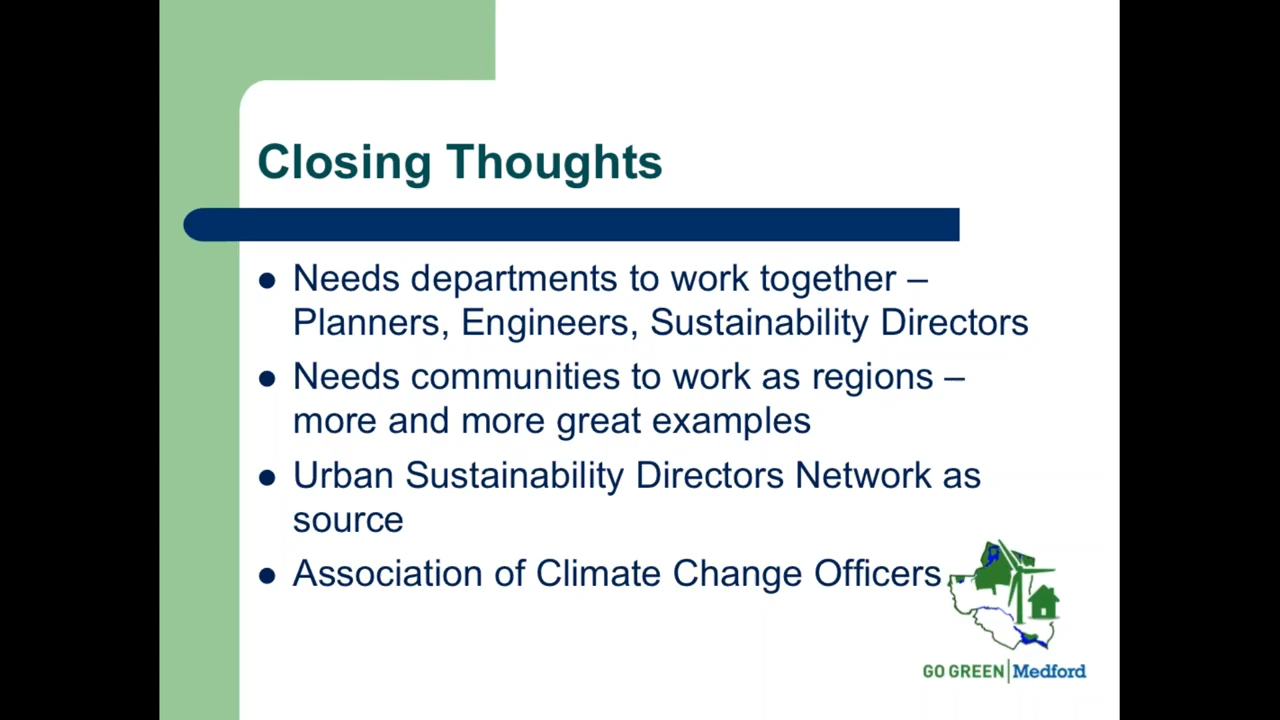 Closing Thoughts
● Needs departments to work together –
Planners, Engineers, Sustainability Directors
● Needs communities to work as regions –
more and more great examples
● Urban Sustainability Directors Network as
source
● Association of Climate Change Officers
GO GREEN|Medford